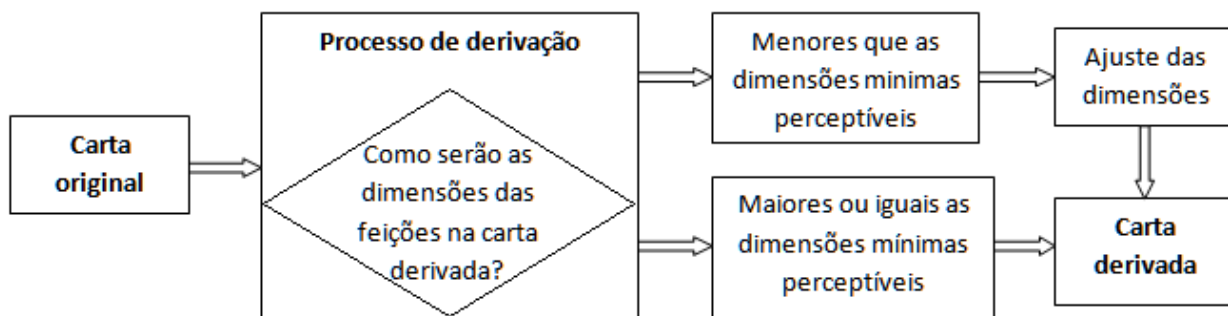 Carta
original
Processo de derivação
Como serão as
dimensões das
feições na carta
derivada?
Menores que as
dimensões minimas
perceptíveis
Ajuste das
dimensões
Maiores ou iguais as
dimensões mínimas
perceptíveis
Carta
derivada